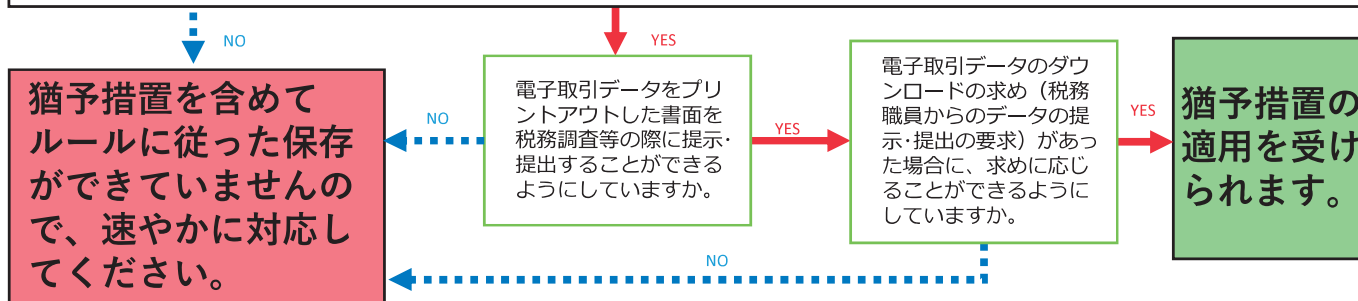 NO
YES
猶予措置を含めて
ルールに従った保存
ができていませんの
で、速やかに対応し
てください。
NO
電子取引データをプリ
ントアウトした書面を
税務調査等の際に提示・
提出することができる
ようにしていますか。
YES
電子取引データのダウ
ンロードの求め（税務
職員からのデータの提
示・提出の要求）があっ
た場合に、求めに応じ
ることができるように
していますか。
YES
猶予措置の
適用を受け
られます。
NO